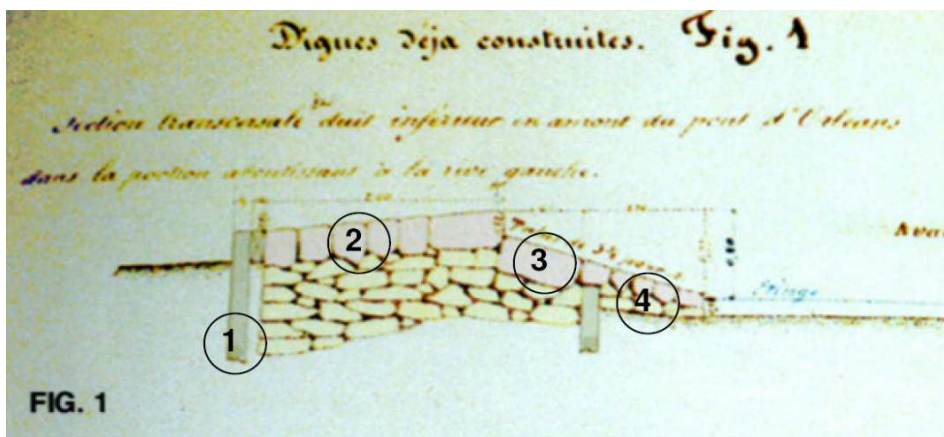 Digues déja construites. Fig. 1
Section transversale du duit inférieur en amont du pont d'Orléans
dans la portion aboutissant à la rive gauche.
2
3
4
1
Etiage
FIG. 1